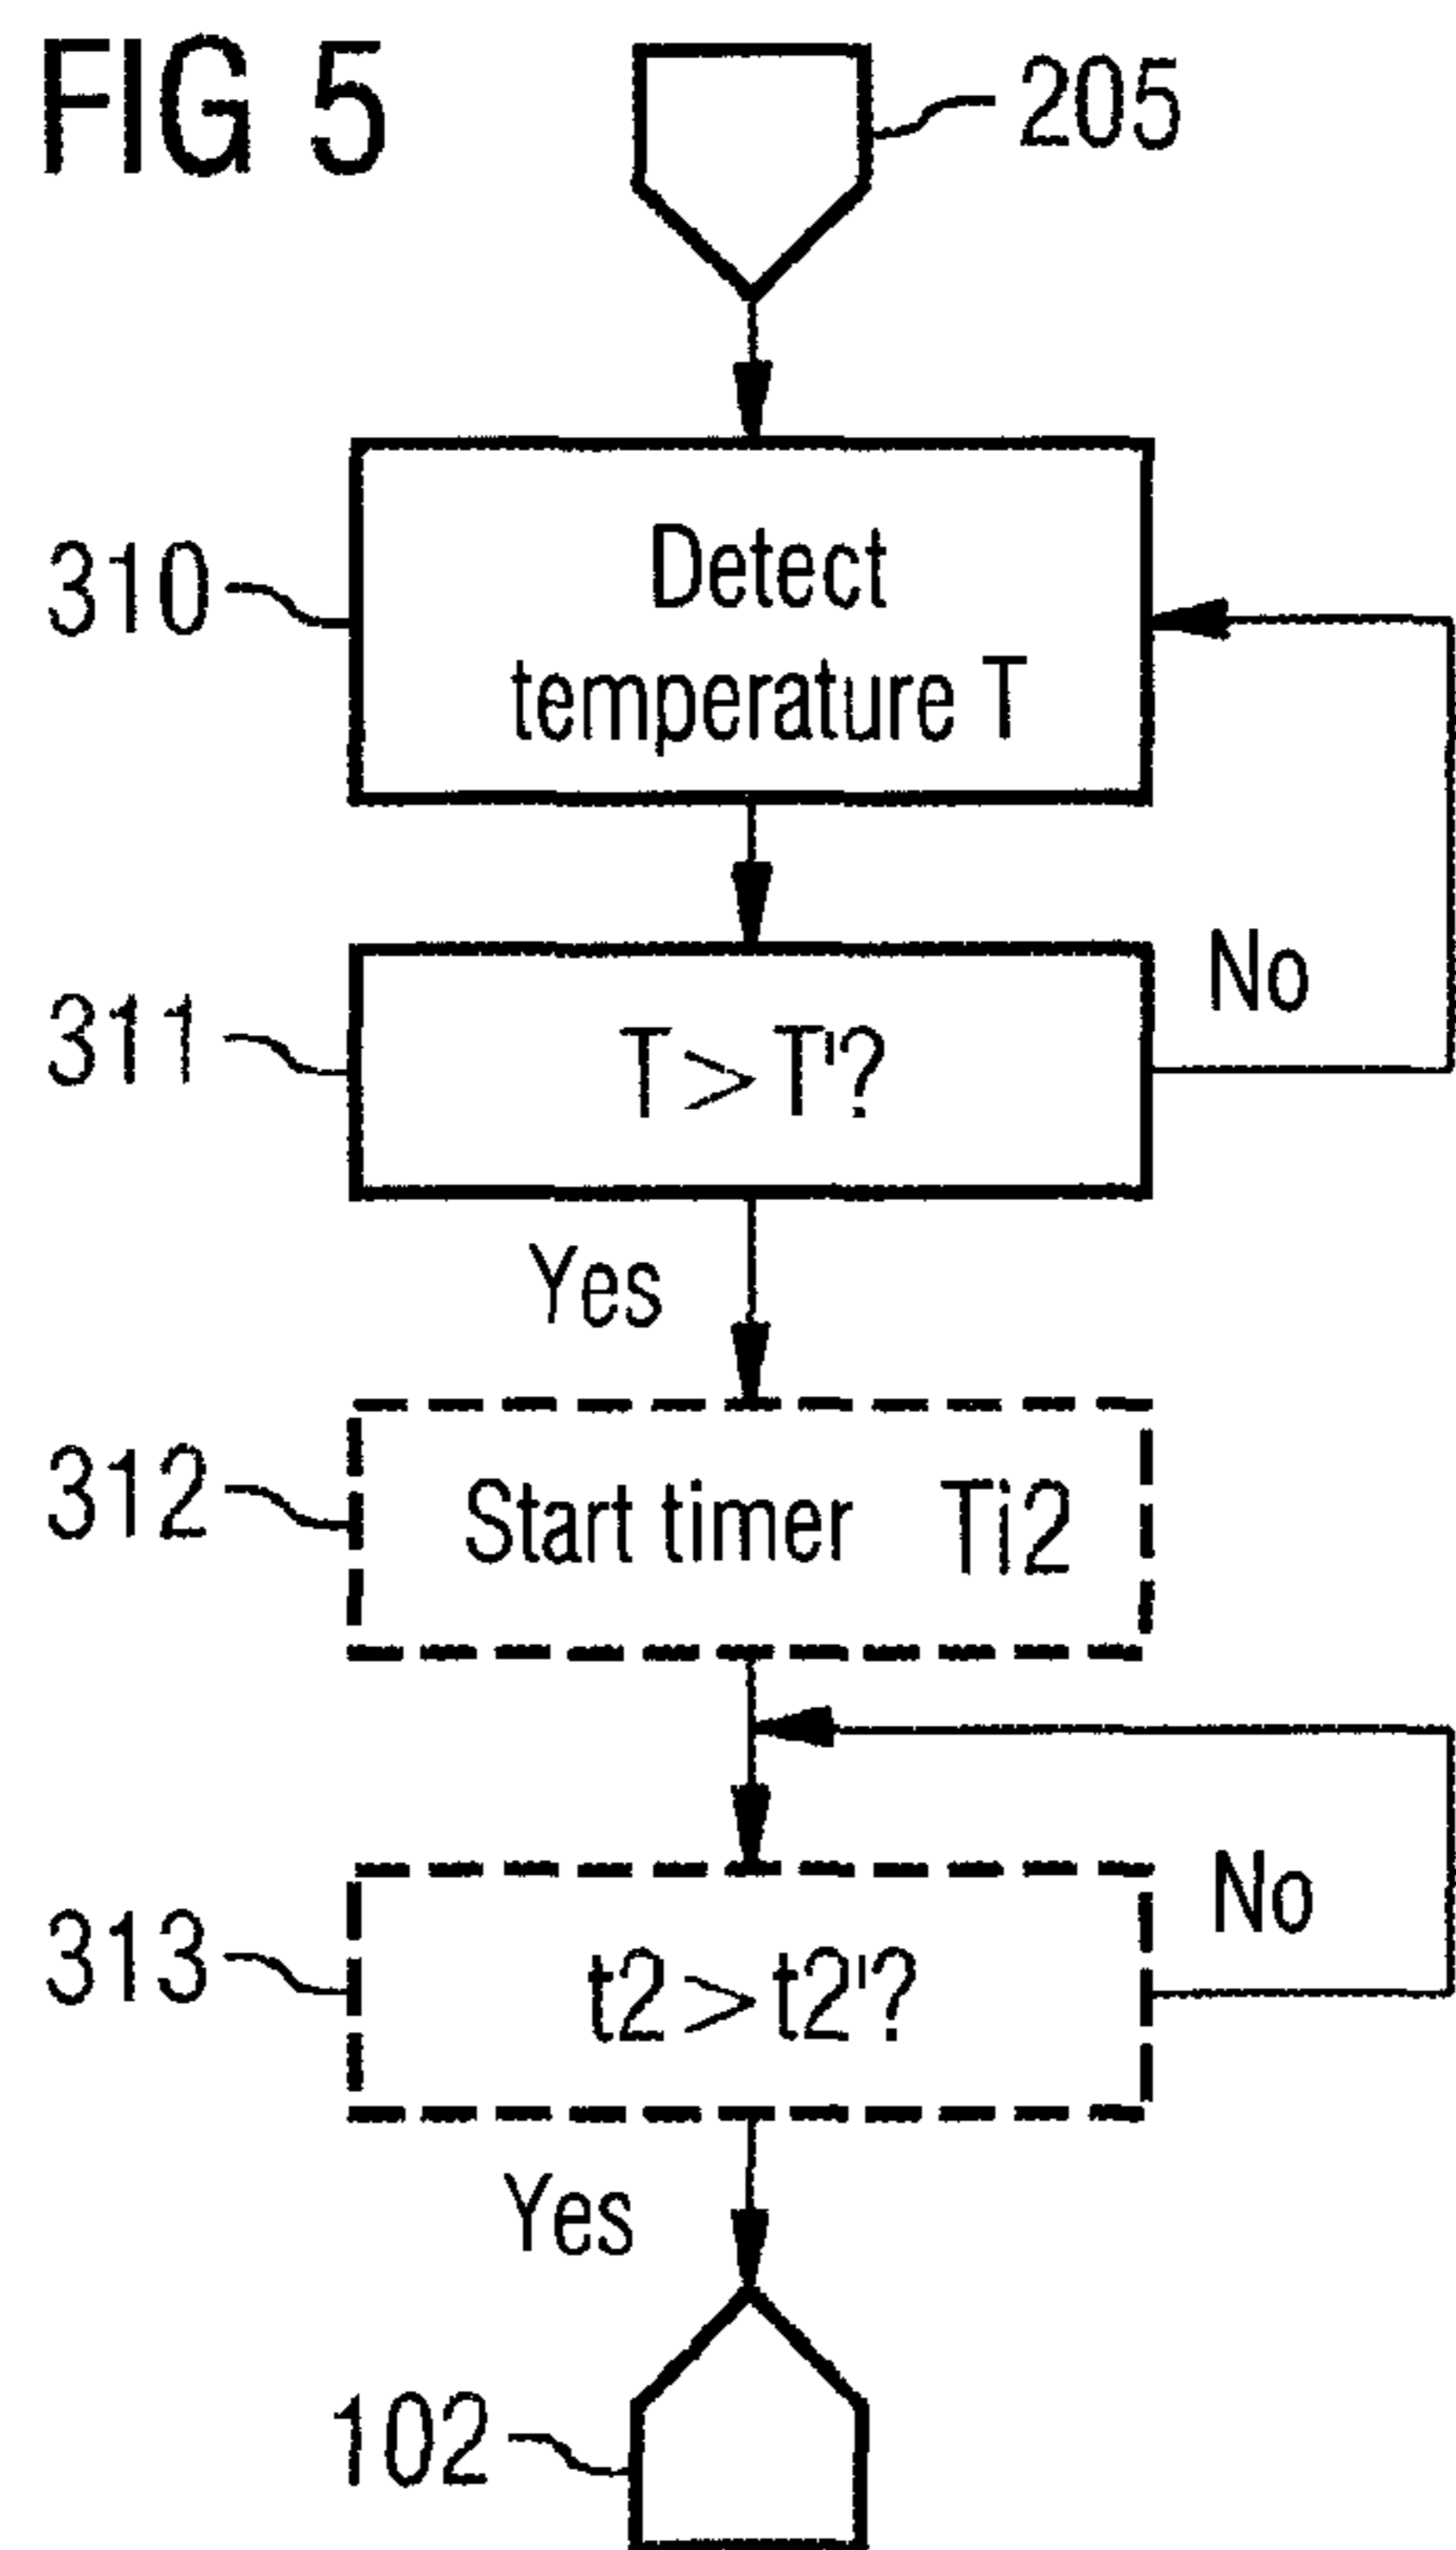 FIG 5
205
310
Detect
temperature T
311
T > T'?
No
Yes
312
Start timer Ti2
313
t2 > t2'?
No
Yes
102